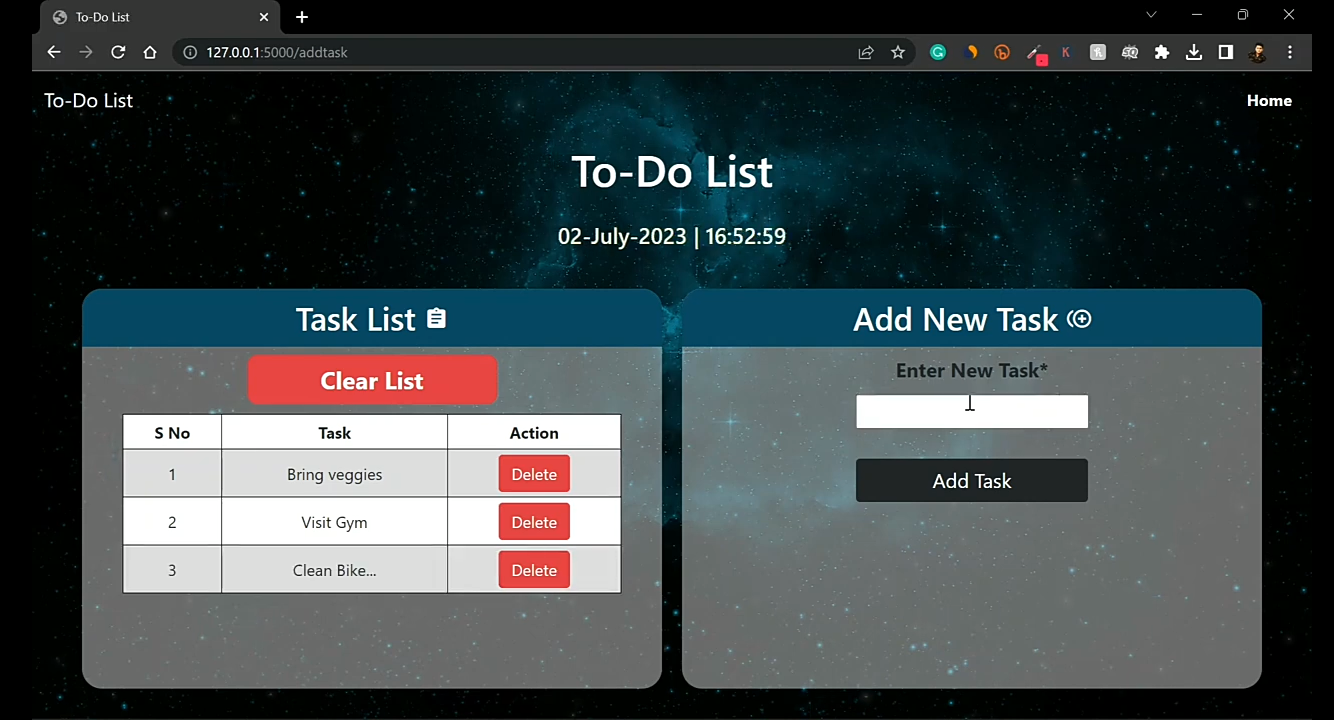 To-Do List
127.0.0.1:5000/addtask
To-Do List
Home
To-Do List
02-July-2023 | 16:52:59
Task List
Clear List
S No Task Action
1 Bring veggies Delete
2 Visit Gym Delete
3 Clean Bike... Delete
Add New Task
Enter New Task*
Add Task